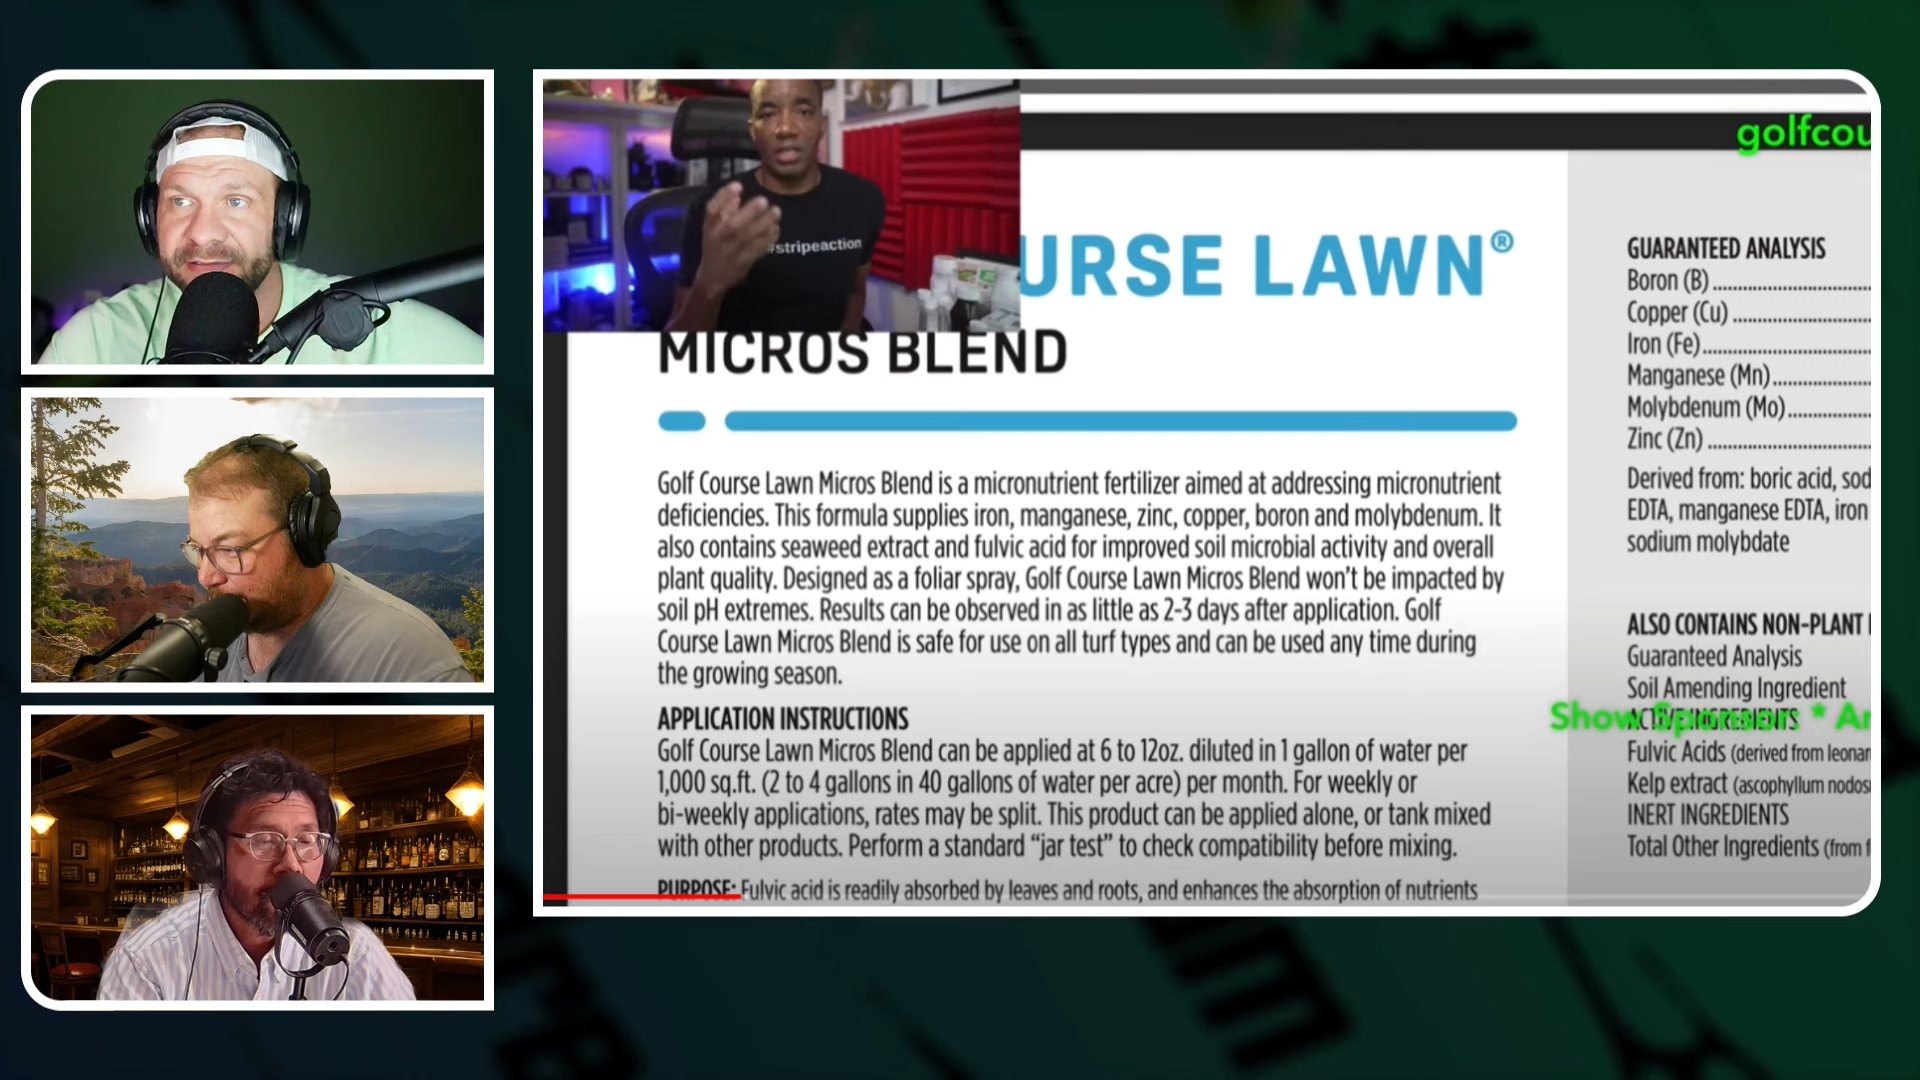 #stripeaction
golfcou
URSE LAWN®
MICROS BLEND
Golf Course Lawn Micros Blend is a micronutrient fertilizer aimed at addressing micronutrient
deficiencies. This formula supplies iron, manganese, zinc, copper, boron and molybdenum. It
also contains seaweed extract and fulvic acid for improved soil microbial activity and overall
plant quality. Designed as a foliar spray, Golf Course Lawn Micros Blend won't be impacted by
soil pH extremes. Results can be observed in as little as 2-3 days after application. Golf
Course Lawn Micros Blend is safe for use on all turf types and can be used any time during
the growing season.
APPLICATION INSTRUCTIONS
Golf Course Lawn Micros Blend can be applied at 6 to 12oz. diluted in 1 gallon of water per
1,000 sq.ft. (2 to 4 gallons in 40 gallons of water per acre) per month. For weekly or
bi-weekly applications, rates may be split. This product can be applied alone, or tank mixed
with other products. Perform a standard "jar test" to check compatibility before mixing.
PURPOSE: Fulvic acid is readily absorbed by leaves and roots, and enhances the absorption of nutrients
GUARANTEED ANALYSIS
Boron (B)
Copper (Cu)
Iron (Fe)
Manganese (Mn)
Molybdenum (Mo)
Zinc (Zn)
Derived from: boric acid, sod
EDTA, manganese EDTA, iron
sodium molybdate
ALSO CONTAINS NON-PLANT
Guaranteed Analysis
Soil Amending Ingredient
ACTIVE INGREDIENTS
Show Sponsor: * Ar
Fulvic Acids (derived from leonar
Kelp extract (ascophyllum nodos
INERT INGREDIENTS
Total Other Ingredients (from f